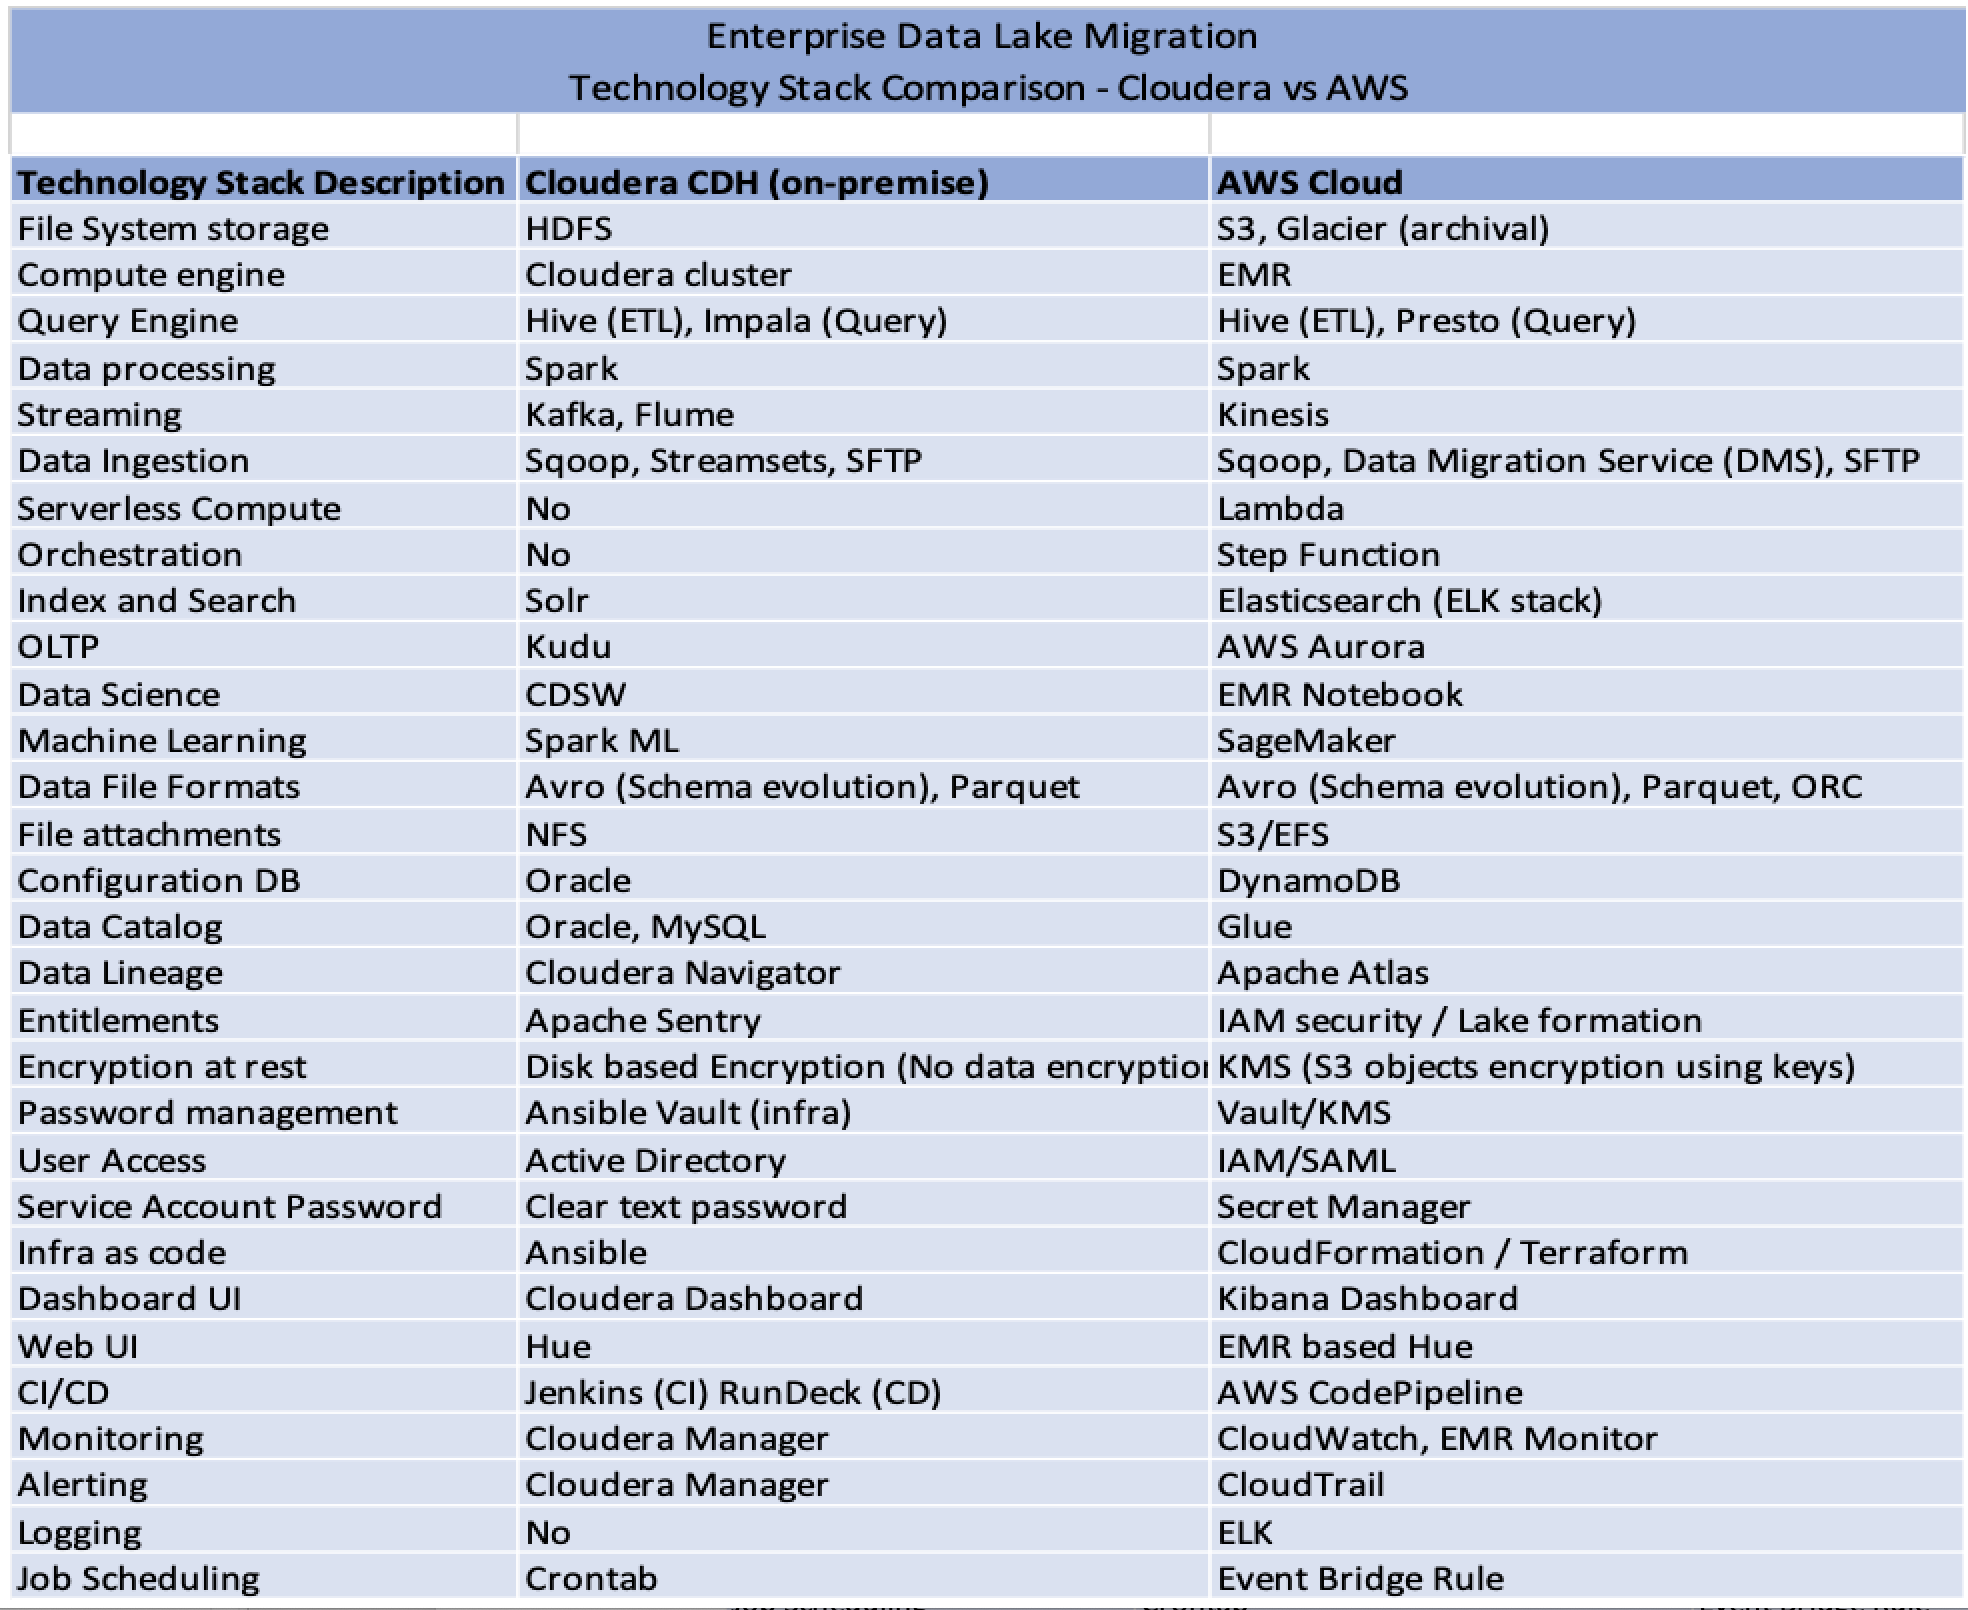 Enterprise Data Lake Migration
Technology Stack Comparison - Cloudera vs AWS
Technology Stack Description Cloudera CDH (on-premise) AWS Cloud
File System storage HDFS S3, Glacier (archival)
Compute engine Cloudera cluster EMR
Query Engine Hive (ETL), Impala (Query) Hive (ETL), Presto (Query)
Data processing Spark Spark
Streaming Kafka, Flume Kinesis
Data Ingestion Sqoop, Streamsets, SFTP Sqoop, Data Migration Service (DMS), SFTP
Serverless Compute No Lambda
Orchestration No Step Function
Index and Search Solr Elasticsearch (ELK stack)
OLTP Kudu AWS Aurora
Data Science CDSW EMR Notebook
Machine Learning Spark ML SageMaker
Data File Formats Avro (Schema evolution), Parquet Avro (Schema evolution), Parquet, ORC
File attachments NFS S3/EFS
Configuration DB Oracle DynamoDB
Data Catalog Oracle, MySQL Glue
Data Lineage Cloudera Navigator Apache Atlas
Entitlements Apache Sentry IAM security / Lake formation
Encryption at rest Disk based Encryption (No data encryption KMS (S3 objects encryption using keys)
Password management Ansible Vault (infra) Vault/KMS
User Access Active Directory IAM/SAML
Service Account Password Clear text password Secret Manager
Infra as code Ansible CloudFormation / Terraform
Dashboard UI Cloudera Dashboard Kibana Dashboard
Web UI Hue EMR based Hue
CI/CD Jenkins (CI) RunDeck (CD) AWS CodePipeline
Monitoring Cloudera Manager CloudWatch, EMR Monitor
Alerting Cloudera Manager CloudTrail
Logging No ELK
Job Scheduling Crontab Event Bridge Rule